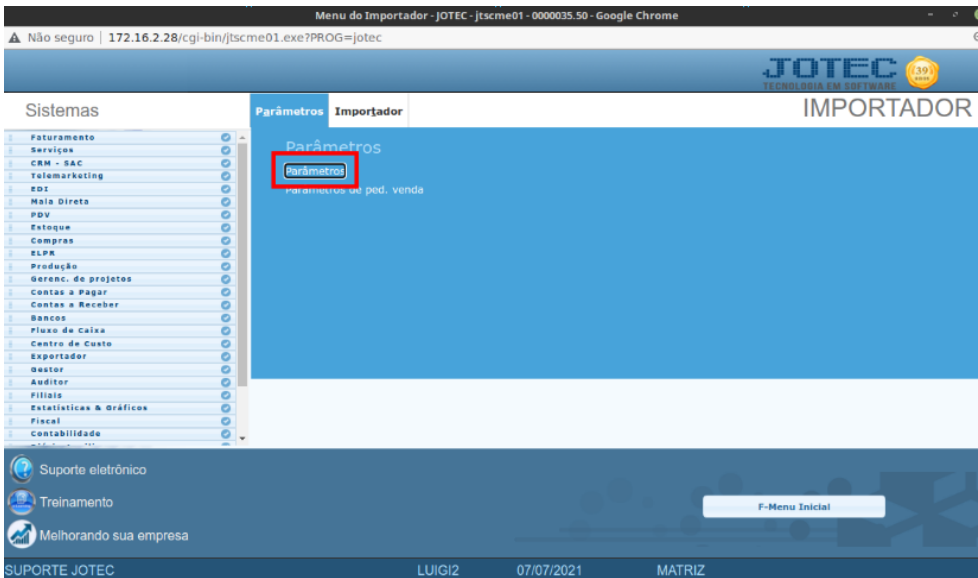 Menu do Importador - JOTEC - jtscme01 - 0000035.50 - Google Chrome
Não seguro | 172.16.2.28/cgi-bin/jtscme01.exe?PROG=jotec
JOTEC
TECNOLOGIA EM SOFTWARE
39
Sistemas
Parâmetros Importador
IMPORTADOR
Faturamento
Serviços
CRM - SAC
Telemarketing
EDI
Mala Direta
PDV
Estoque
Compras
ELPR
Produção
Gerenc. de projetos
Contas a Pagar
Contas a Receber
Bancos
Fluxo de Caixa
Centro de Custo
Exportador
Gestor
Auditor
Filiais
Estatísticas & Gráficos
Fiscal
Contabilidade
Parâmetros
Parâmetros
Parâmetros de ped. venda
Suporte eletrônico
Treinamento
Melhorando sua empresa
F-Menu Inicial
SUPORTE JOTEC LUIGI2 07/07/2021 MATRIZ